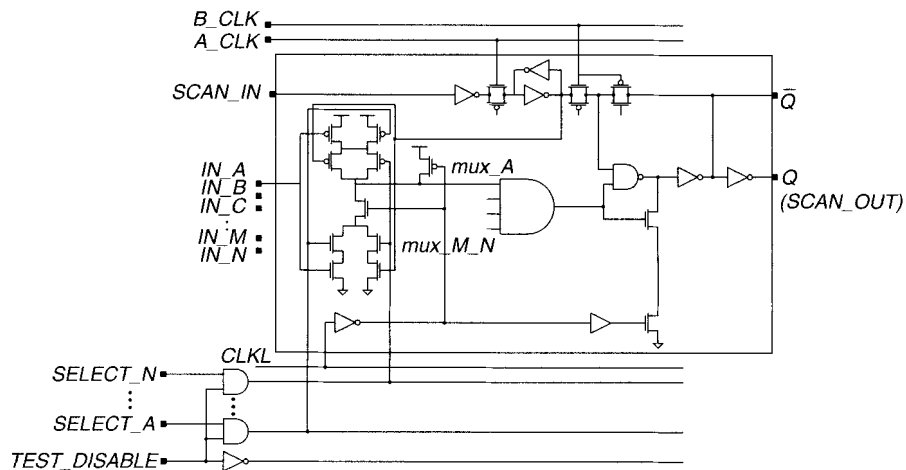 B_CLK
A_CLK
SCAN_IN
Q
IN_A
IN_B
IN_C
IN_M
IN_N
mux_A
mux_M_N
Q
(SCAN_OUT)
CLKL
SELECT_N
SELECT_A
TEST_DISABLE